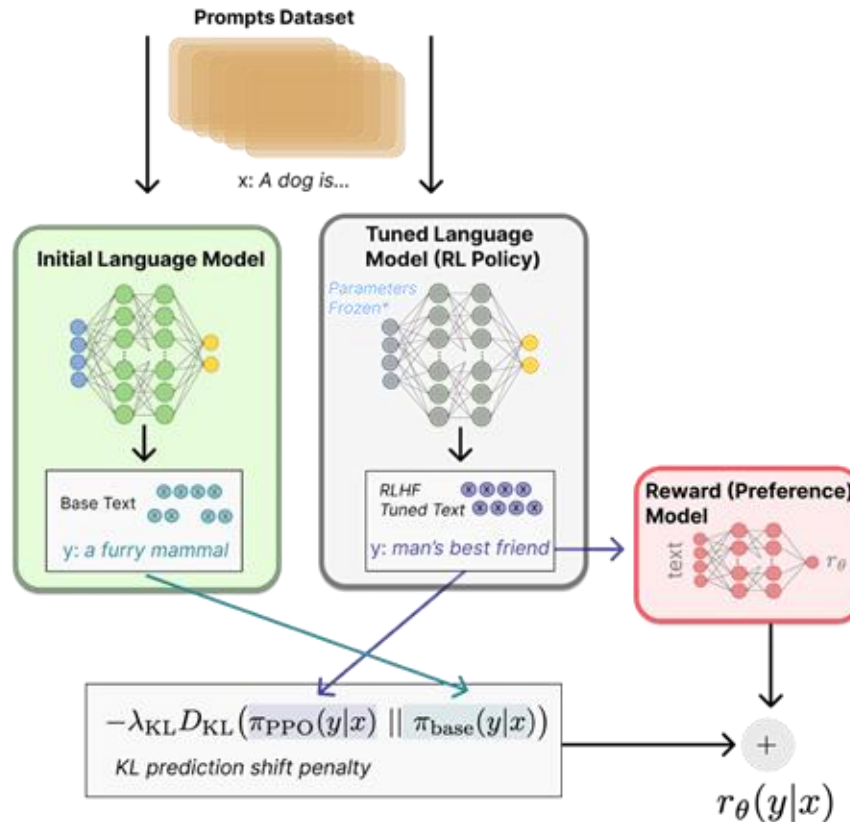 Prompts Dataset
x: A dog is...
Initial Language Model
Tuned Language
Model (RL Policy)
Parameters
Frozen*
Base Text
y: a furry mammal
RLHF
Tuned Text
y: man's best friend
Reward (Preference)
Model
text
rθ
−λKL DKL(πPPO(y|x) || πbase(y|x))
KL prediction shift penalty
+
rθ(y|x)